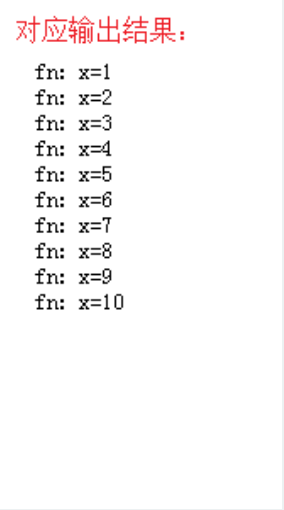 对应输出结果：
fn: x=1
fn: x=2
fn: x=3
fn: x=4
fn: x=5
fn: x=6
fn: x=7
fn: x=8
fn: x=9
fn: x=10